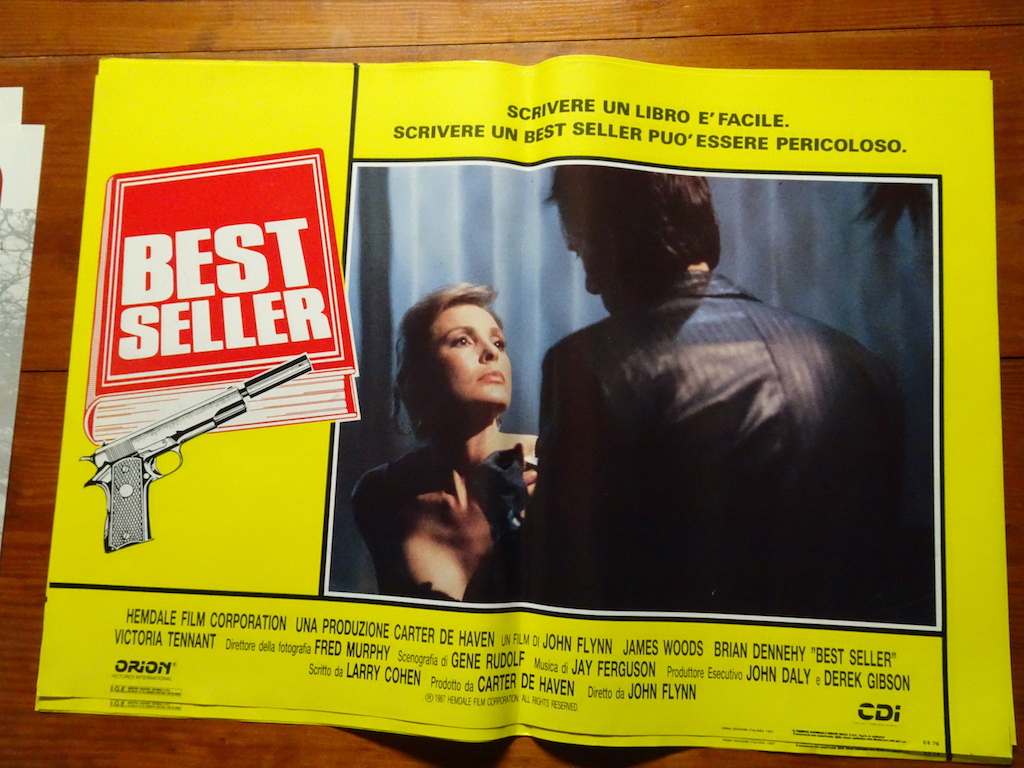 SCRIVERE UN LIBRO E' FACILE.
SCRIVERE UN BEST SELLER PUO' ESSERE PERICOLOSO.
BEST
SELLER
HEMDALE FILM CORPORATION UNA PRODUZIONE CARTER DE HAVEN UN FILM DI JOHN FLYNN JAMES WOODS BRIAN DENNEHY "BEST SELLER"
VICTORIA TENNANT Direttore della fotografia FRED MURPHY Scenografia di GENE RUDOLF Musica di JAY FERGUSON Produttore Esecutivo JOHN DALY e DEREK GIBSON
Scritto da LARRY COHEN Prodotto da CARTER DE HAVEN Diretto da JOHN FLYNN
© 1987 HEMDALE FILM CORPORATION. ALL RIGHTS RESERVED.
ORION®
PICTURES INTERNATIONAL
I.G.E.
I.G.E.
CDI